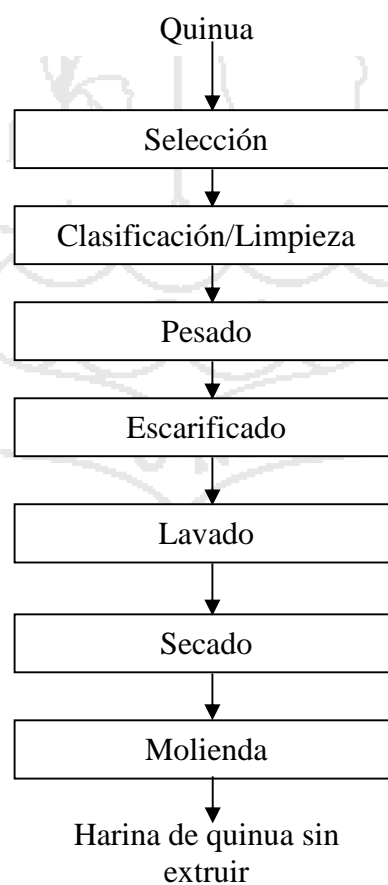 Quinua
Selección
Clasificación/Limpieza
Pesado
Escarificado
Lavado
Secado
Molienda
Harina de quinua sin
extruir